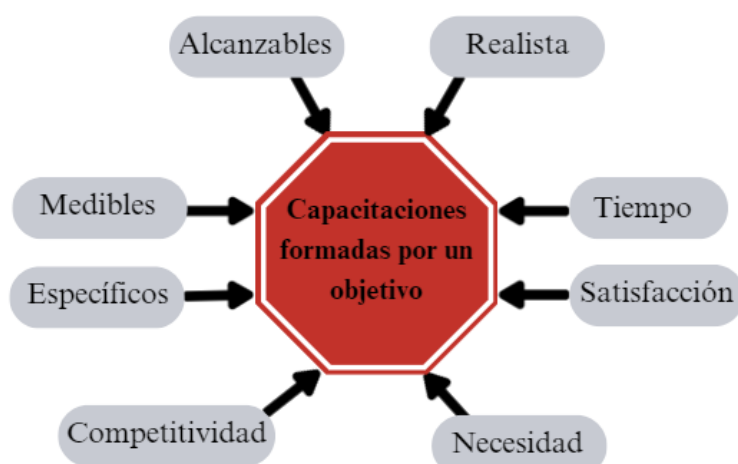 Alcanzables
Realista
Medibles
Capacitaciones
formadas por un
objetivo
Tiempo
Específicos
Satisfacción
Competitividad
Necesidad